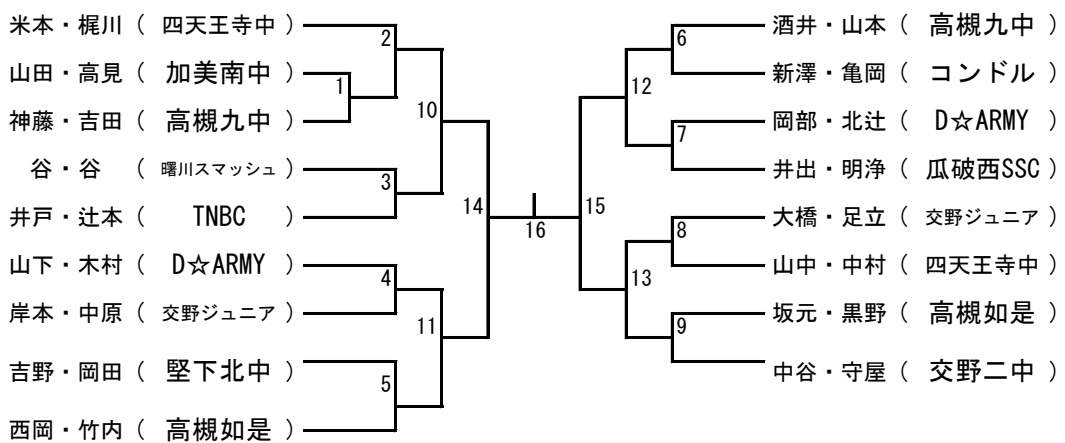 米本・梶川（ 四天王寺中 ）
山田・高見（ 加美南中 ）
神藤・吉田（ 高槻九中 ）
谷・谷 （ 曙川スマッシュ ）
井戸・辻本（ TNBC ）
山下・木村（ D☆ARMY ）
岸本・中原（ 交野ジュニア ）
吉野・岡田（ 堅下北中 ）
西岡・竹内（ 高槻如是 ）
1
2
3
4
5
10
11
14
16
15
12
13
6
7
8
9
酒井・山本（ 高槻九中 ）
新澤・亀岡（ コンドル ）
岡部・北辻（ D☆ARMY ）
井出・明浄（ 瓜破西SSC ）
大橋・足立（ 交野ジュニア ）
山中・中村（ 四天王寺中 ）
坂元・黒野（ 高槻如是 ）
中谷・守屋（ 交野二中 ）